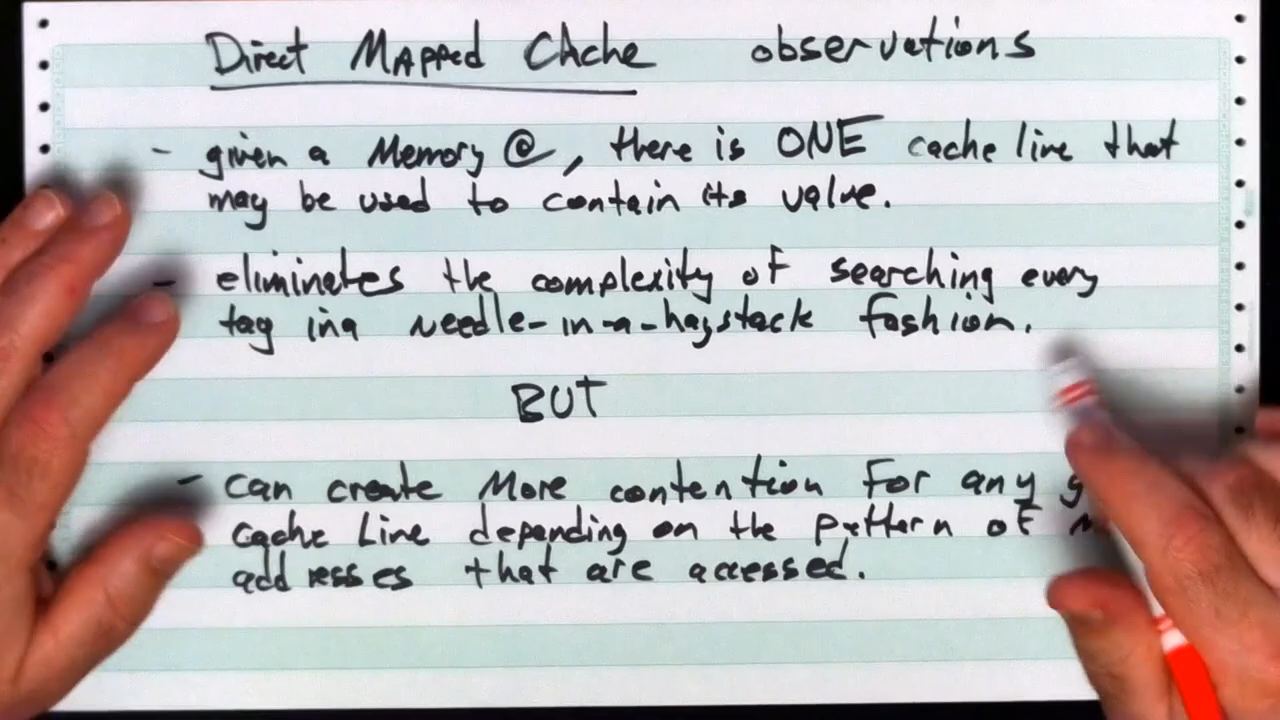 Direct Mapped Cache observations
- given a Memory @, there is ONE cache line that
may be used to contain its value.
- eliminates the complexity of searching every
tag in a needle-in-a-haystack fashion.
BUT
- can create More contention for any
cache Line depending on the pattern of
addresses that are accessed.